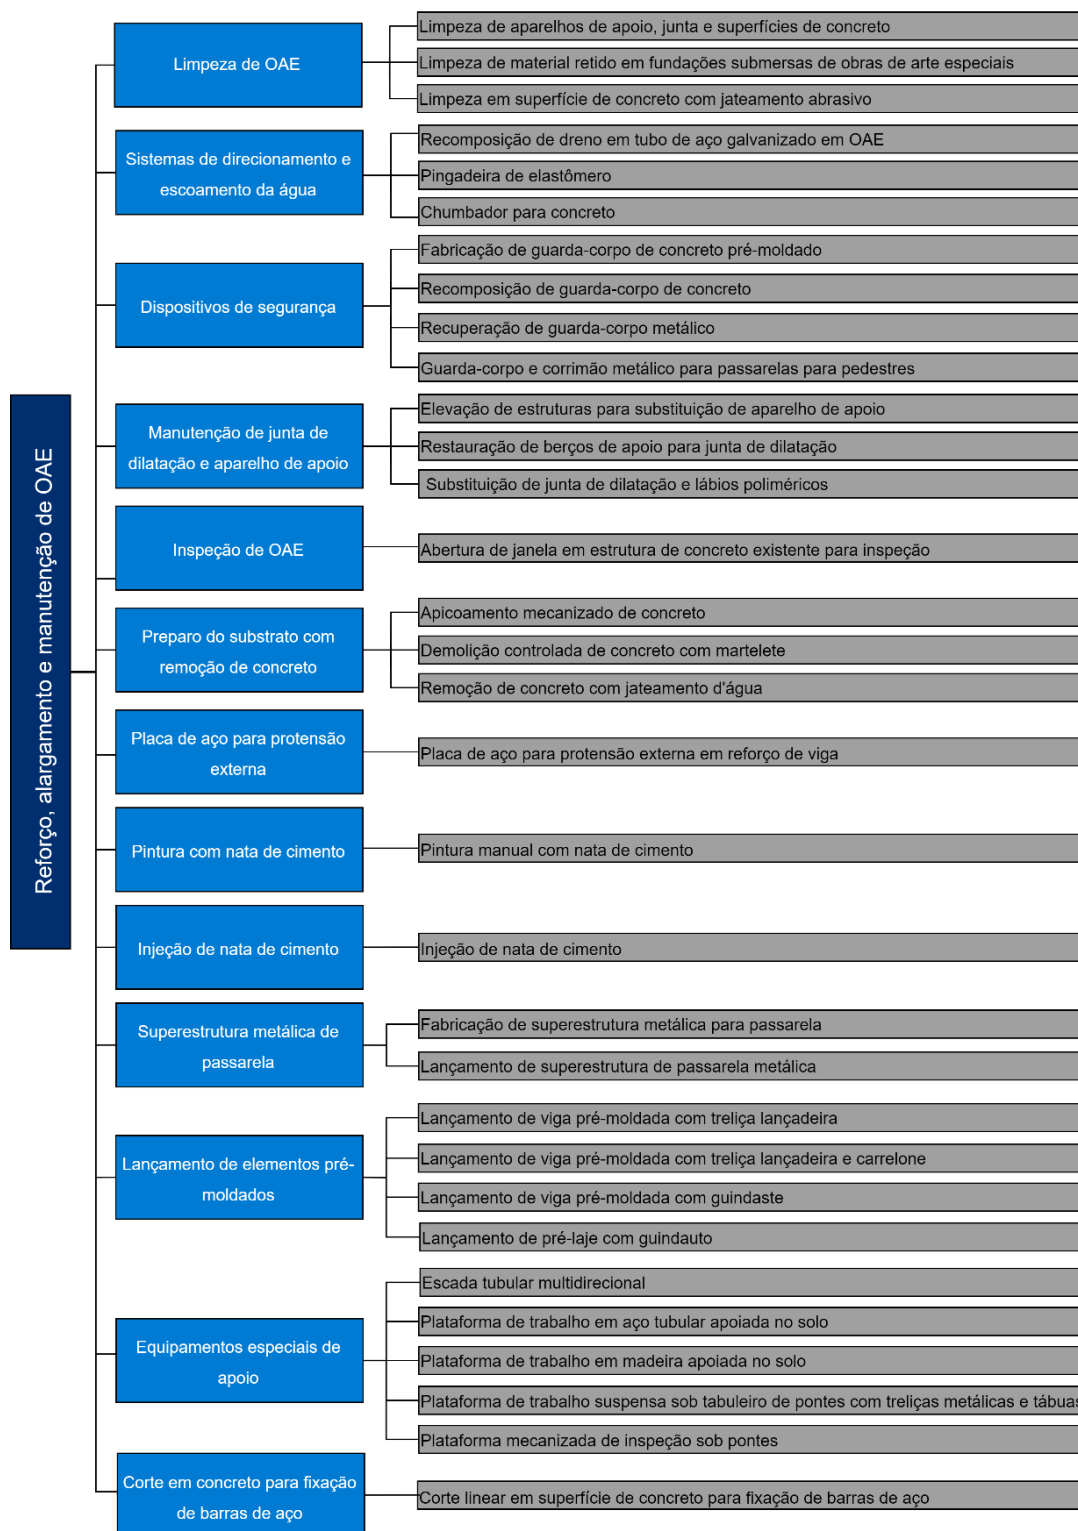 Reforço, alargamento e manutenção de OAE
Limpeza de OAE
Limpeza de aparelhos de apoio, junta e superfícies de concreto
Limpeza de material retido em fundações submersas de obras de arte especiais
Limpeza em superfície de concreto com jateamento abrasivo
Sistemas de direcionamento e
escoamento da água
Recomposição de dreno em tubo de aço galvanizado em OAE
Pingadeira de elastômero
Chumbador para concreto
Dispositivos de segurança
Fabricação de guarda-corpo de concreto pré-moldado
Recomposição de guarda-corpo de concreto
Recuperação de guarda-corpo metálico
Guarda-corpo e corrimão metálico para passarelas para pedestres
Manutenção de junta de
dilatação e aparelho de apoio
Elevação de estruturas para substituição de aparelho de apoio
Restauração de berços de apoio para junta de dilatação
Substituição de junta de dilatação e lábios poliméricos
Inspeção de OAE
Abertura de janela em estrutura de concreto existente para inspeção
Preparo do substrato com
remoção de concreto
Apicoamento mecanizado de concreto
Demolição controlada de concreto com martelete
Remoção de concreto com jateamento d'água
Placa de aço para protensão
externa
Placa de aço para protensão externa em reforço de viga
Pintura com nata de cimento
Pintura manual com nata de cimento
Injeção de nata de cimento
Injeção de nata de cimento
Superestrutura metálica de
passarela
Fabricação de superestrutura metálica para passarela
Lançamento de superestrutura de passarela metálica
Lançamento de elementos pré-
moldados
Lançamento de viga pré-moldada com treliça lançadeira
Lançamento de viga pré-moldada com treliça lançadeira e carrelone
Lançamento de viga pré-moldada com guindaste
Lançamento de pré-laje com guindauto
Equipamentos especiais de
apoio
Escada tubular multidirecional
Plataforma de trabalho em aço tubular apoiada no solo
Plataforma de trabalho em madeira apoiada no solo
Plataforma de trabalho suspensa sob tabuleiro de pontes com treliças metálicas e tábuas
Plataforma mecanizada de inspeção sob pontes
Corte em concreto para fixação
de barras de aço
Corte linear em superfície de concreto para fixação de barras de aço